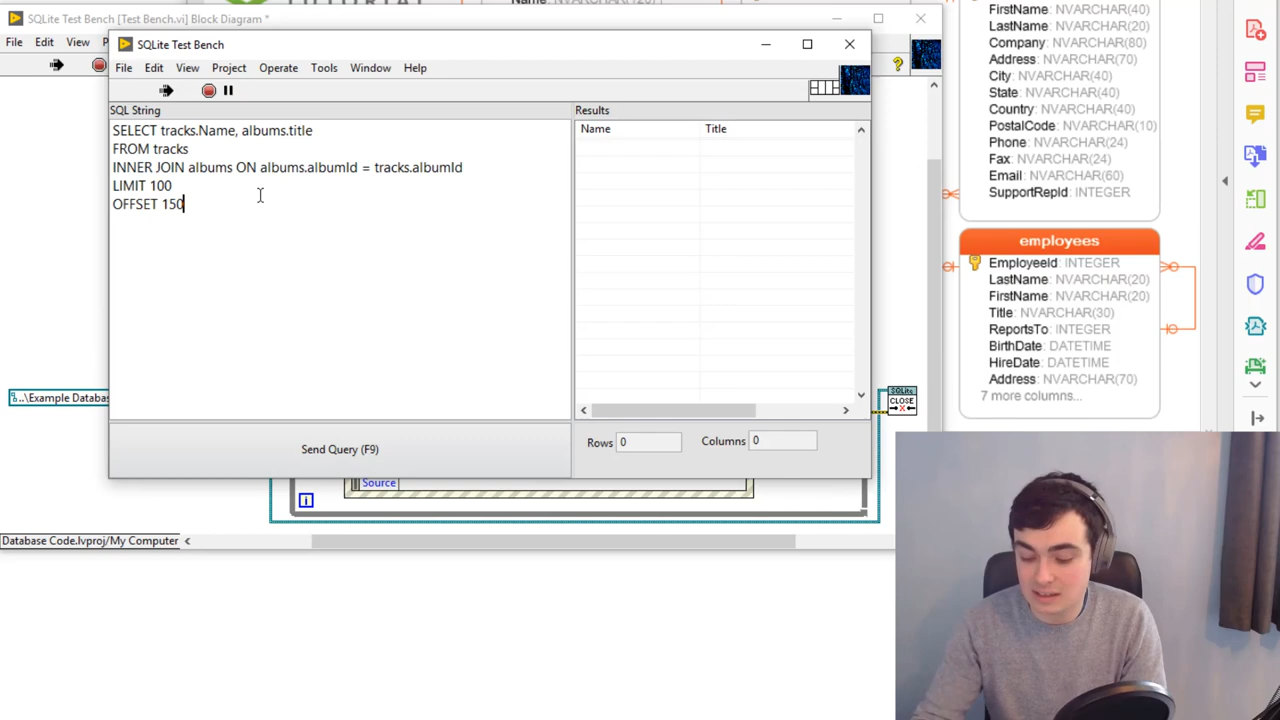 SQLite Test Bench [Test Bench.vi] Block Diagram *
File Edit View
SQLite Test Bench
File Edit View Project Operate Tools Window Help
SQL String
SELECT tracks.Name, albums.title
FROM tracks
INNER JOIN albums ON albums.albumId = tracks.albumId
LIMIT 100
OFFSET 150
Results
Name Title
Send Query (F9)
Rows 0 Columns 0
..\Example Databas
SQLite
CLOSE
Source
i
Database Code.lvproj/My Computer
FirstName: NVARCHAR(40)
LastName: NVARCHAR(20)
Company: NVARCHAR(80)
Address: NVARCHAR(70)
City: NVARCHAR(40)
State: NVARCHAR(40)
Country: NVARCHAR(40)
PostalCode: NVARCHAR(10)
Phone: NVARCHAR(24)
Fax: NVARCHAR(24)
Email: NVARCHAR(60)
SupportRepId: INTEGER
employees
EmployeeId: INTEGER
LastName: NVARCHAR(20)
FirstName: NVARCHAR(20)
Title: NVARCHAR(30)
ReportsTo: INTEGER
BirthDate: DATETIME
HireDate: DATETIME
Address: NVARCHAR(70)
7 more columns...